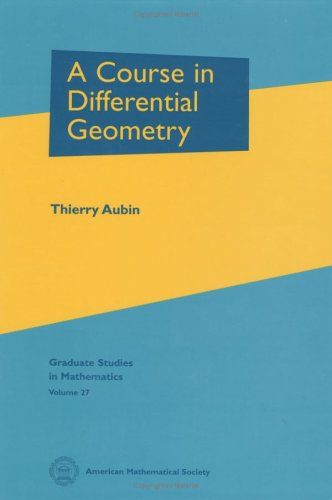 A Course in
Differential
Geometry
Thierry Aubin
Graduate Studies
in Mathematics
Volume 27
American Mathematical Society